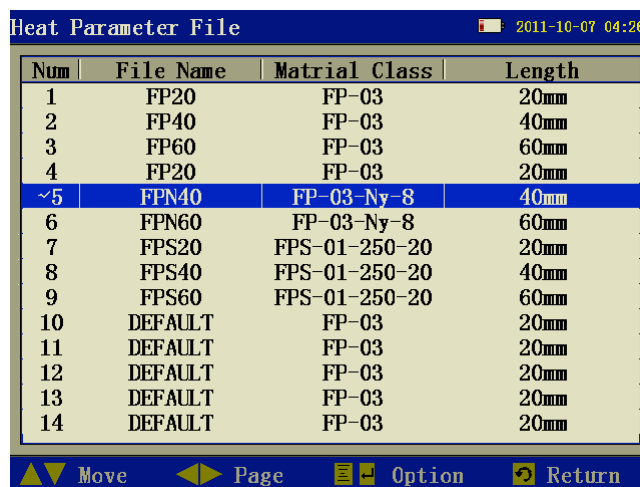 Heat Parameter File 2011-10-07 04:26
Num File Name Matrial Class Length
1 FP20 FP-03 20mm
2 FP40 FP-03 40mm
3 FP60 FP-03 60mm
4 FP20 FP-03 20mm
~5 FPN40 FP-03-Ny-8 40mm
6 FPN60 FP-03-Ny-8 60mm
7 FPS20 FPS-01-250-20 20mm
8 FPS40 FPS-01-250-20 40mm
9 FPS60 FPS-01-250-20 60mm
10 DEFAULT FP-03 20mm
11 DEFAULT FP-03 20mm
12 DEFAULT FP-03 20mm
13 DEFAULT FP-03 20mm
14 DEFAULT FP-03 20mm
Move Page Option Return